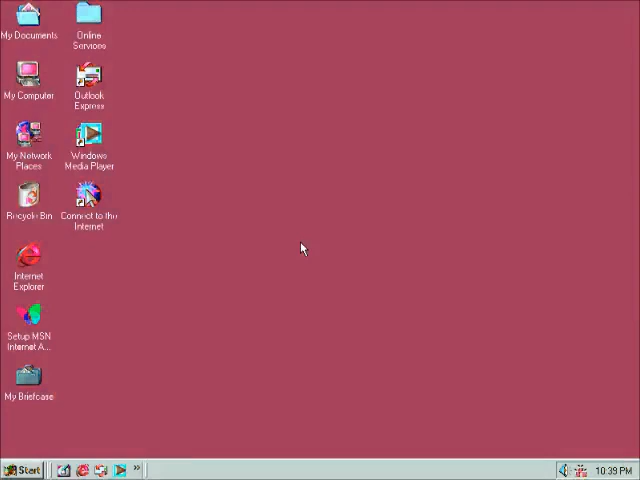 My Documents
Online
Services
My Computer
Outlook
Express
My Network
Places
Windows
Media Player
Recycle Bin
Connect to the
Internet
Internet
Explorer
Setup MSN
Internet A...
My Briefcase
Start
»
10:39 PM